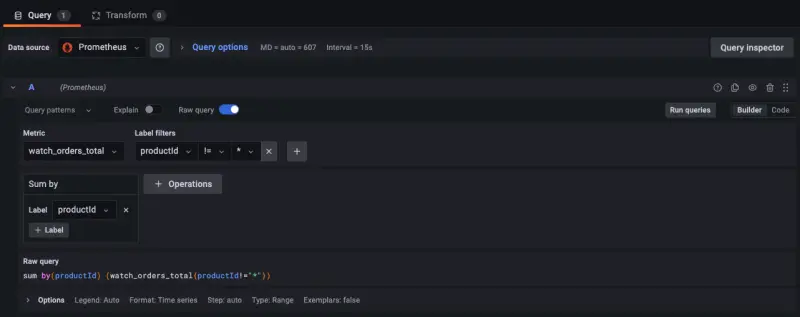 Query 1 Transform 0
Data source Prometheus Query options MD = auto = 607 Interval = 15s Query inspector
A (Prometheus)
Query patterns Explain Raw query Run queries Builder Code
Metric Label filters
watch_orders_total productId != *
Sum by + Operations
Label productId
+ Label
Raw query
sum by(productId) (watch_orders_total{productId!="*"})
Options Legend: Auto Format: Time series Step: auto Type: Range Exemplars: false